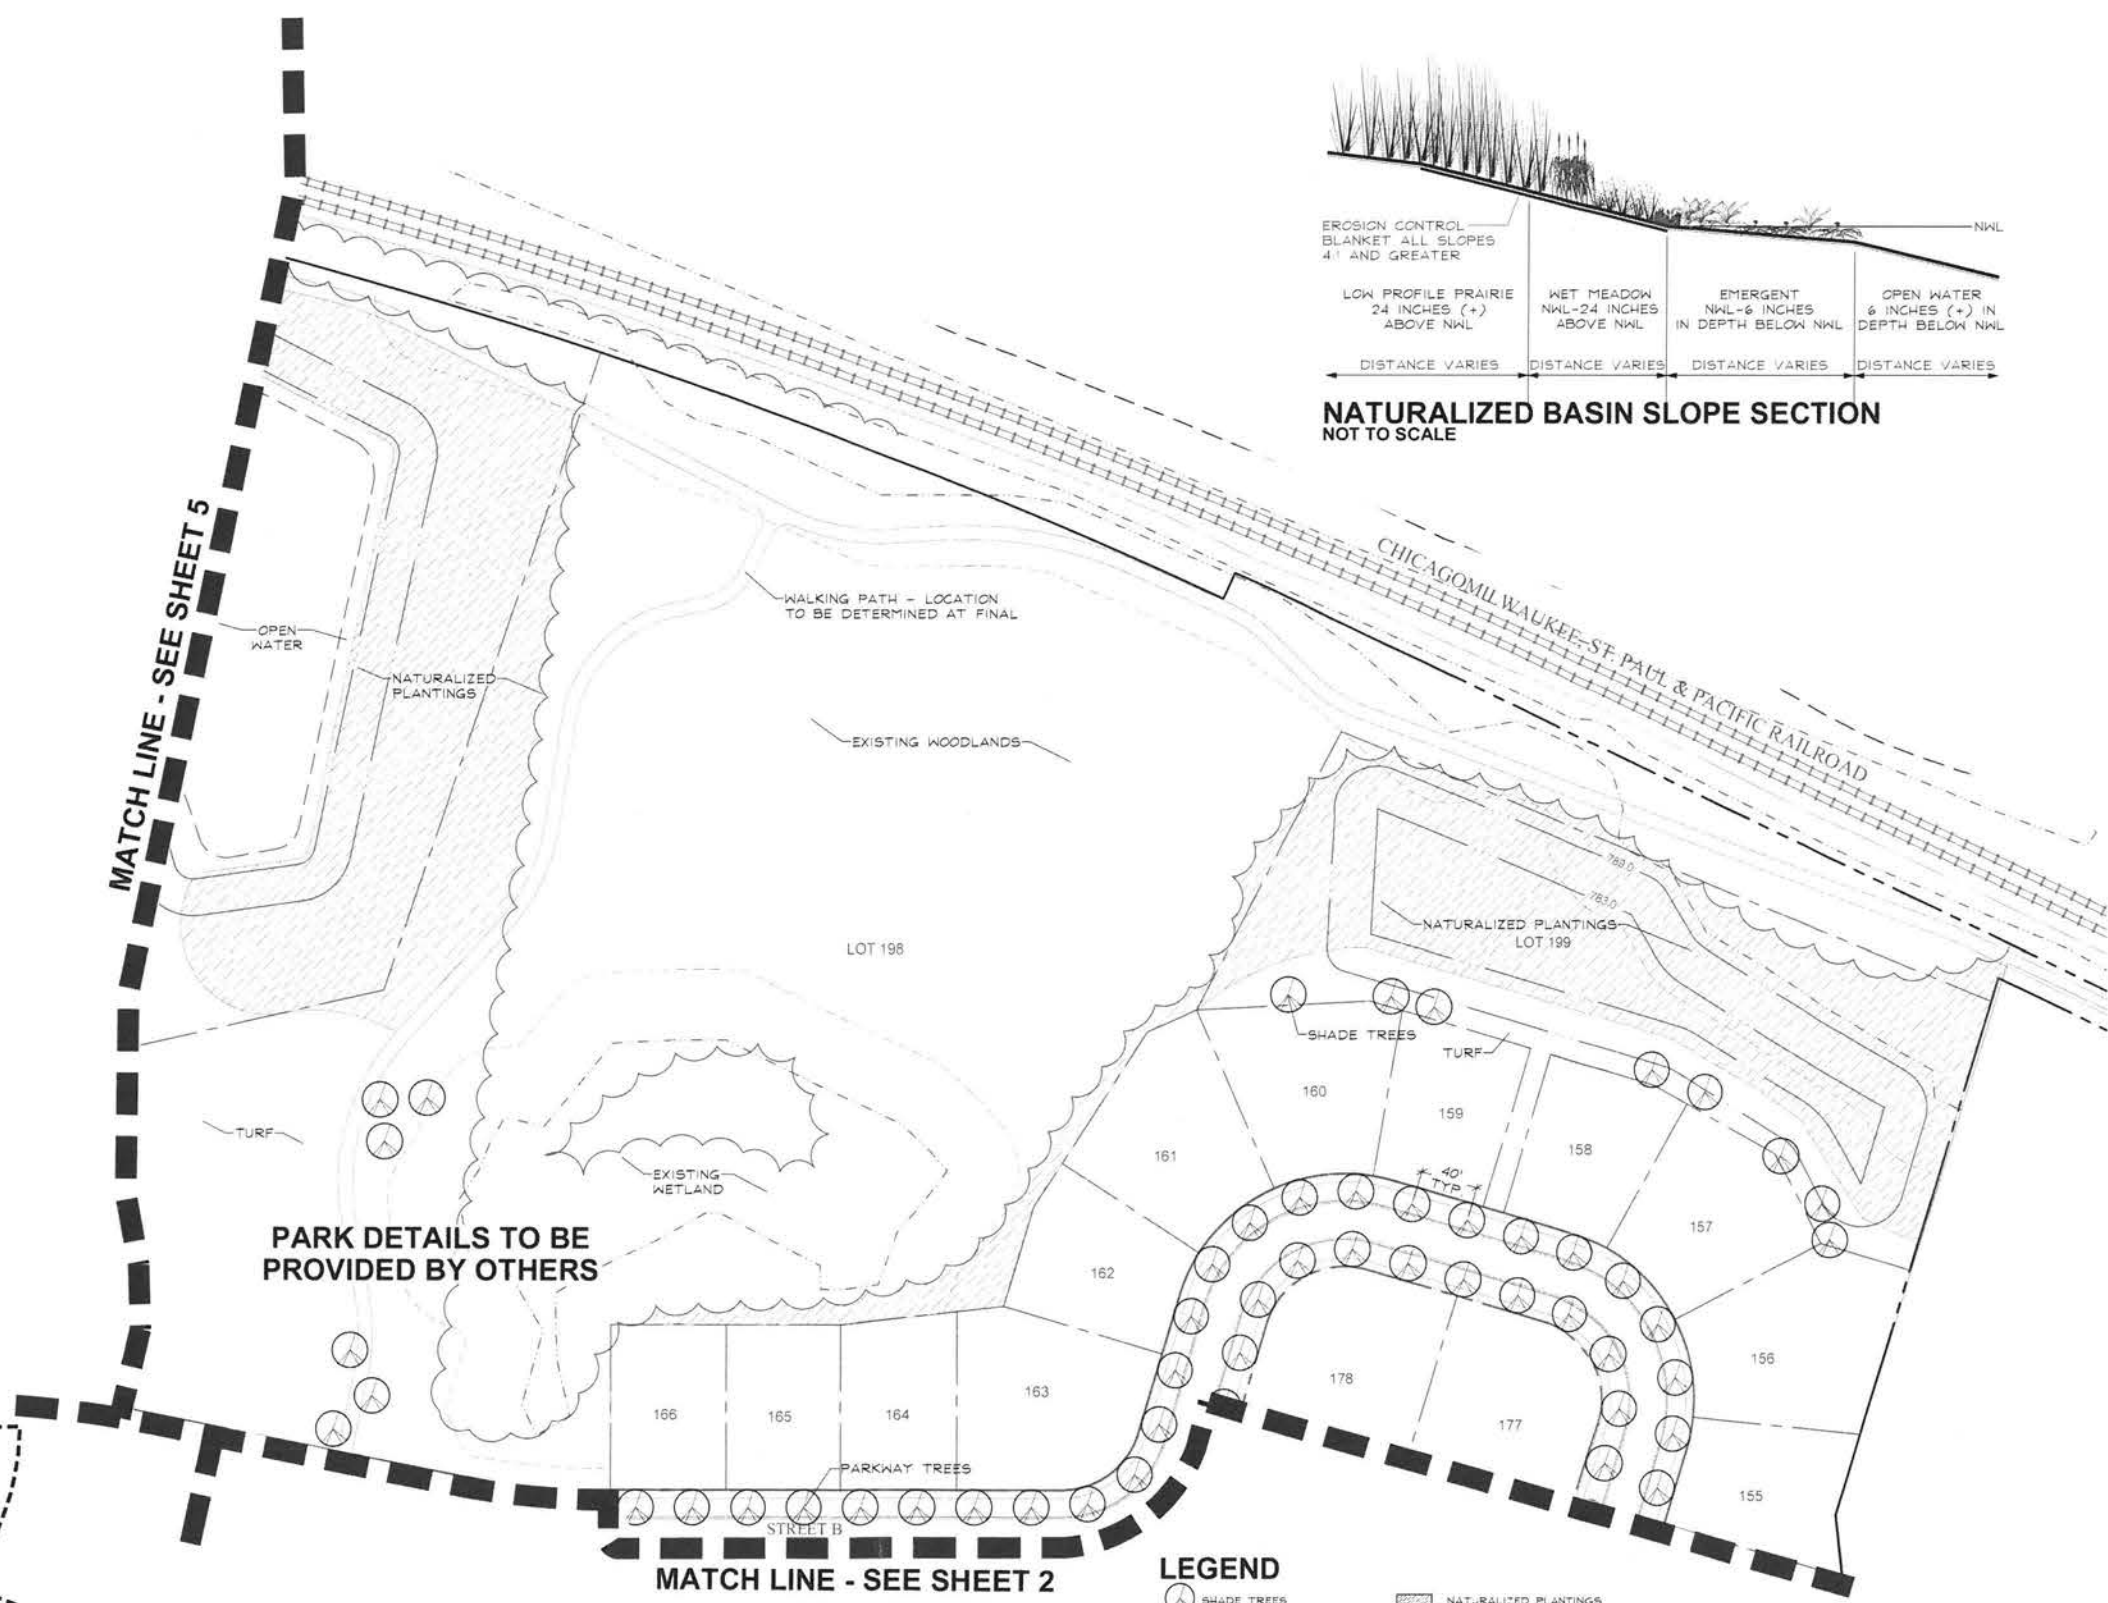 EROSION CONTROL
BLANKET ALL SLOPES
4:1 AND GREATER
NWL
LOW PROFILE PRAIRIE
24 INCHES (+)
ABOVE NWL
WET MEADOW
NWL-24 INCHES
ABOVE NWL
EMERGENT
NWL-6 INCHES
IN DEPTH BELOW NWL
OPEN WATER
6 INCHES (+) IN
DEPTH BELOW NWL
DISTANCE VARIES
DISTANCE VARIES
DISTANCE VARIES
DISTANCE VARIES
NATURALIZED BASIN SLOPE SECTION
NOT TO SCALE
CHICAGOMILWAUKEE, ST. PAUL & PACIFIC RAILROAD
MATCH LINE - SEE SHEET 5
OPEN
WATER
NATURALIZED
PLANTINGS
WALKING PATH - LOCATION
TO BE DETERMINED AT FINAL
EXISTING WOODLANDS
789.0
783.0
NATURALIZED PLANTINGS
LOT 199
LOT 198
SHADE TREES
TURF
160
159
158
161
157
40'
TYP
TURF
EXISTING
WETLAND
PARK DETAILS TO BE
PROVIDED BY OTHERS
162
156
178
177
163
164
165
166
155
PARKWAY TREES
STREET B
MATCH LINE - SEE SHEET 2
LEGEND
SHADE TREES
NATURALIZED PLANTINGS